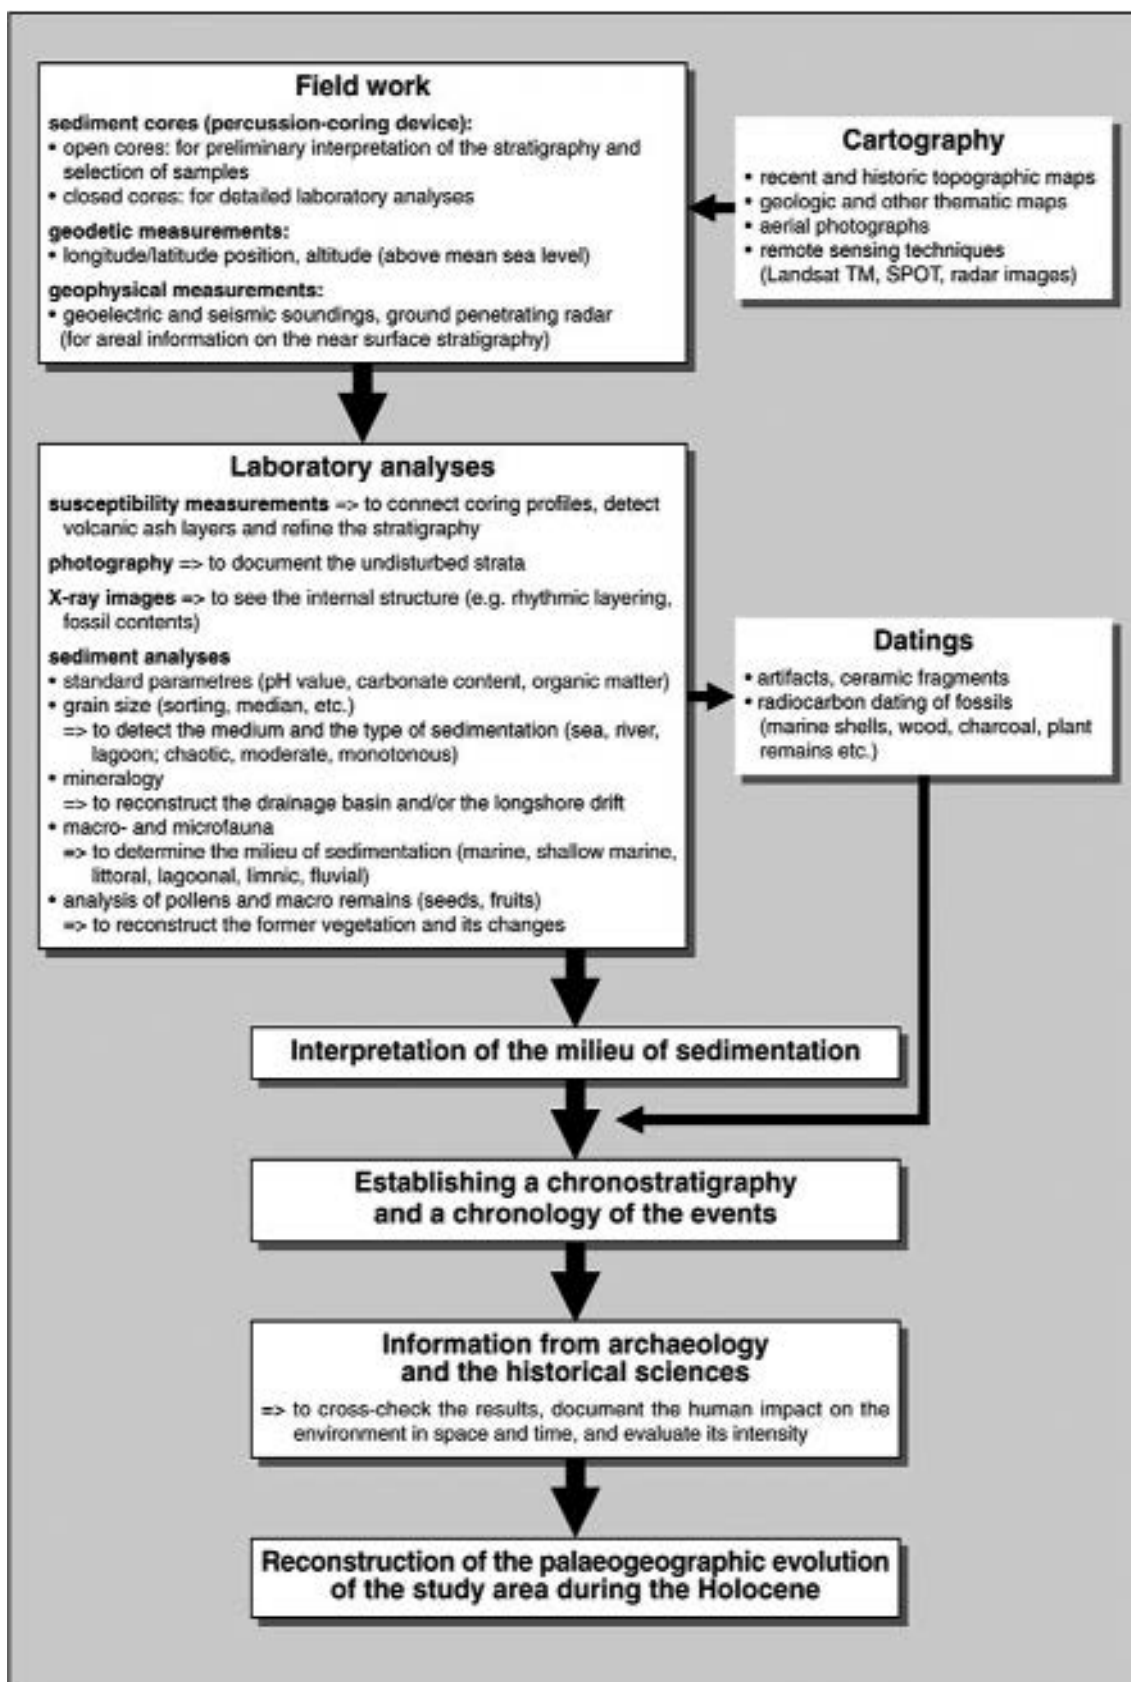 Field work
sediment cores (percussion-coring device):
• open cores: for preliminary interpretation of the stratigraphy and
selection of samples
• closed cores: for detailed laboratory analyses
geodetic measurements:
• longitude/latitude position, altitude (above mean sea level)
geophysical measurements:
• geoelectric and seismic soundings, ground penetrating radar
(for areal information on the near surface stratigraphy)
Cartography
• recent and historic topographic maps
• geologic and other thematic maps
• aerial photographs
• remote sensing techniques
(Landsat TM, SPOT, radar images)
Laboratory analyses
susceptibility measurements => to connect coring profiles, detect
volcanic ash layers and refine the stratigraphy
photography => to document the undisturbed strata
X-ray images => to see the internal structure (e.g. rhythmic layering,
fossil contents)
sediment analyses
• standard parametres (pH value, carbonate content, organic matter)
• grain size (sorting, median, etc.)
=> to detect the medium and the type of sedimentation (sea, river,
lagoon; chaotic, moderate, monotonous)
• mineralogy
=> to reconstruct the drainage basin and/or the longshore drift
• macro- and microfauna
=> to determine the milieu of sedimentation (marine, shallow marine,
littoral, lagoonal, limnic, fluvial)
• analysis of pollens and macro remains (seeds, fruits)
=> to reconstruct the former vegetation and its changes
Datings
• artifacts, ceramic fragments
• radiocarbon dating of fossils
(marine shells, wood, charcoal, plant
remains etc.)
Interpretation of the milieu of sedimentation
Establishing a chronostratigraphy
and a chronology of the events
Information from archaeology
and the historical sciences
=> to cross-check the results, document the human impact on the
environment in space and time, and evaluate its intensity
Reconstruction of the palaeogeographic evolution
of the study area during the Holocene